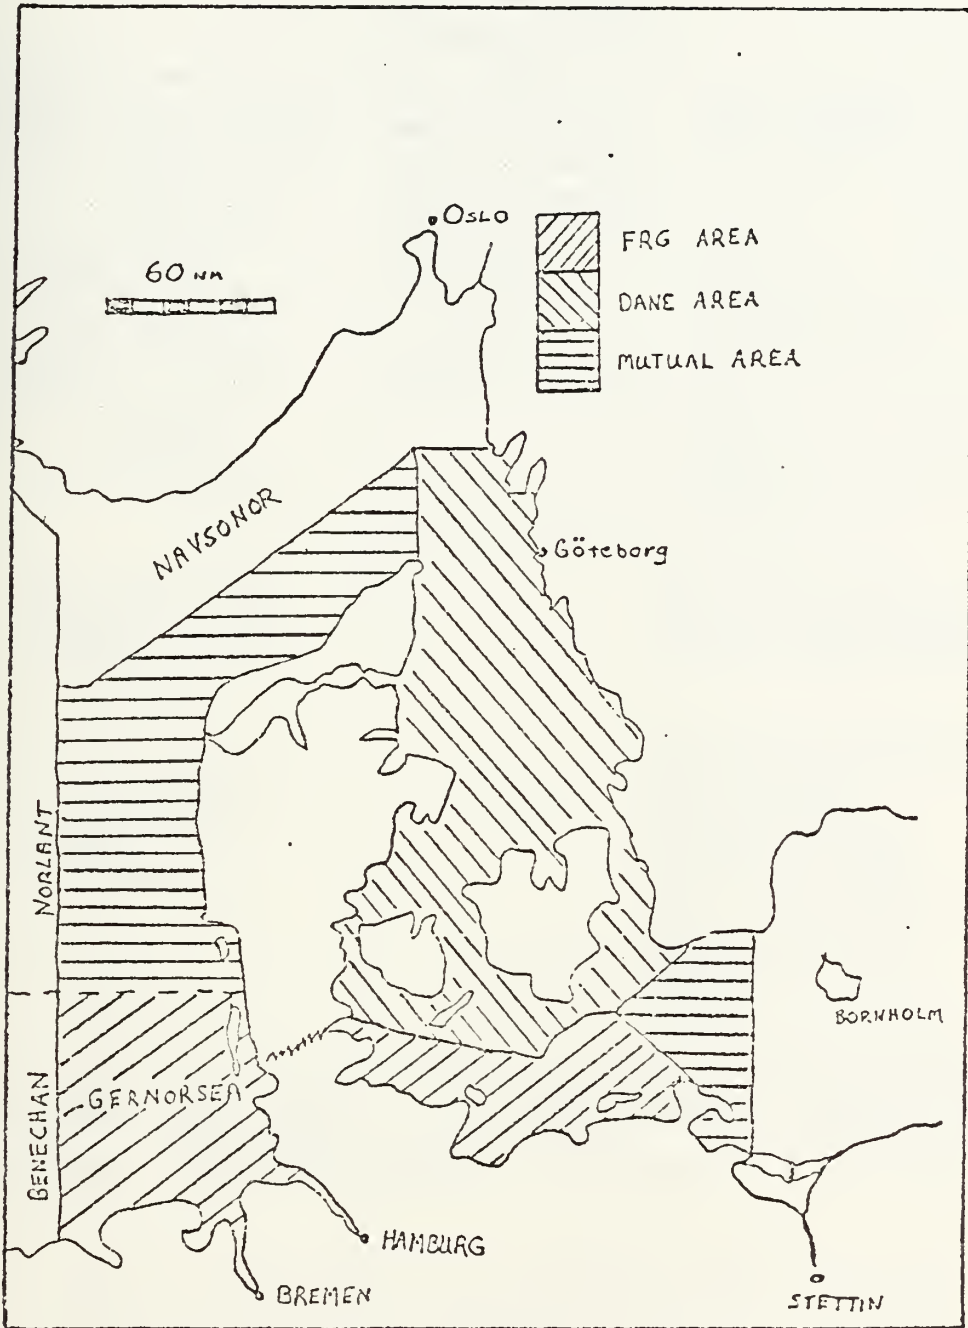 OSLO
60 NM
FRG AREA
DANE AREA
MUTUAL AREA
NAVSONOR
Göteborg
NORLANT
BORNHOLM
GERNORSEA
BENECHAN
HAMBURG
BREMEN
STETTIN